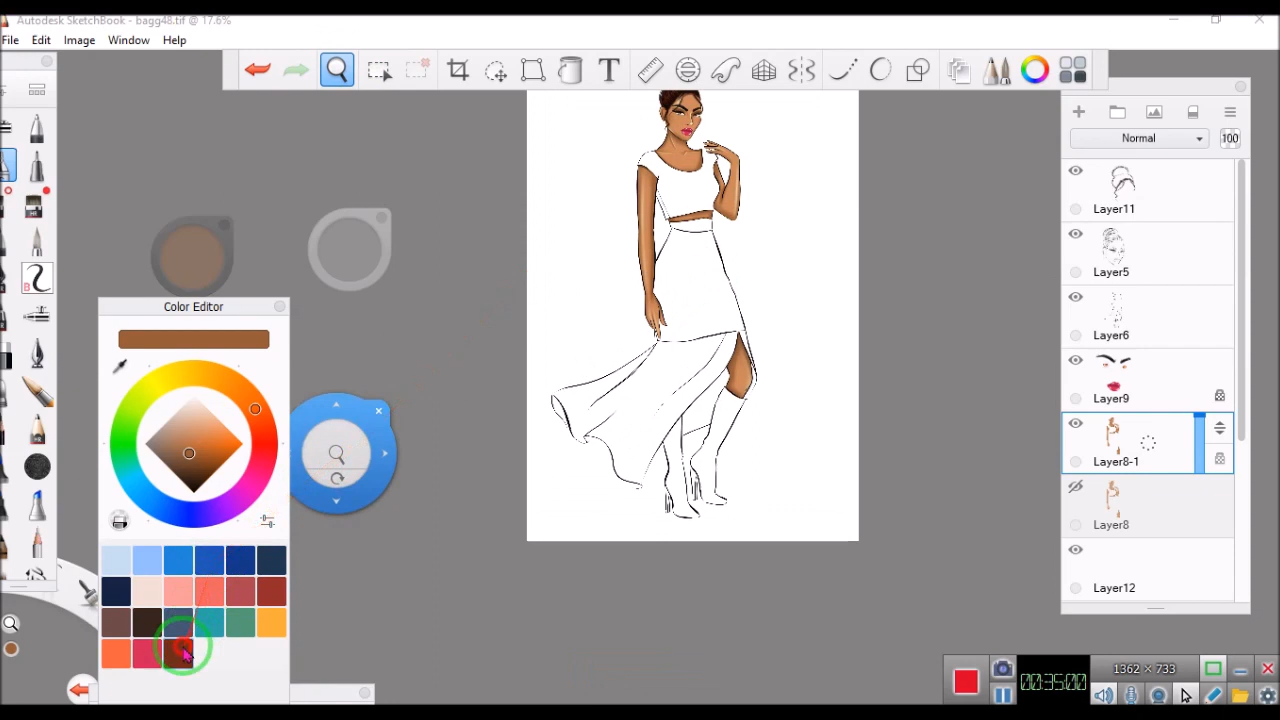 Autodesk SketchBook - bagg48.tif @ 17.6%
File Edit Image Window Help
T
Normal
100
Layer11
Layer5
Layer6
Layer9
Layer8-1
Layer8
Layer12
Color Editor
1362 × 733
00:35:00